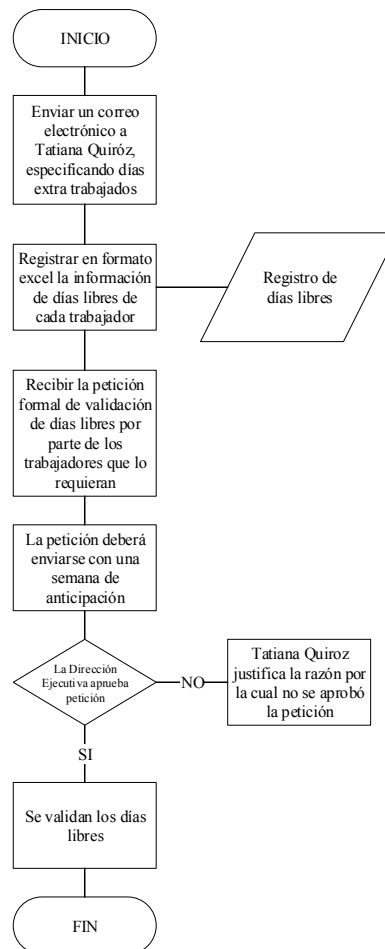 INICIO
Enviar un correo
electrónico a
Tatiana Quiróz,
especificando días
extra trabajados
Registrar en formato
excel la información
de días libres de
cada trabajador
Registro de
días libres
Recibir la petición
formal de validación
de días libres por
parte de los
trabajadores que lo
requieran
La petición deberá
enviarse con una
semana de
anticipación
La Dirección
Ejecutiva aprueba
petición
NO
Tatiana Quiroz
justifica la razón por
la cual no se aprobó
la petición
SI
Se validan los días
libres
FIN